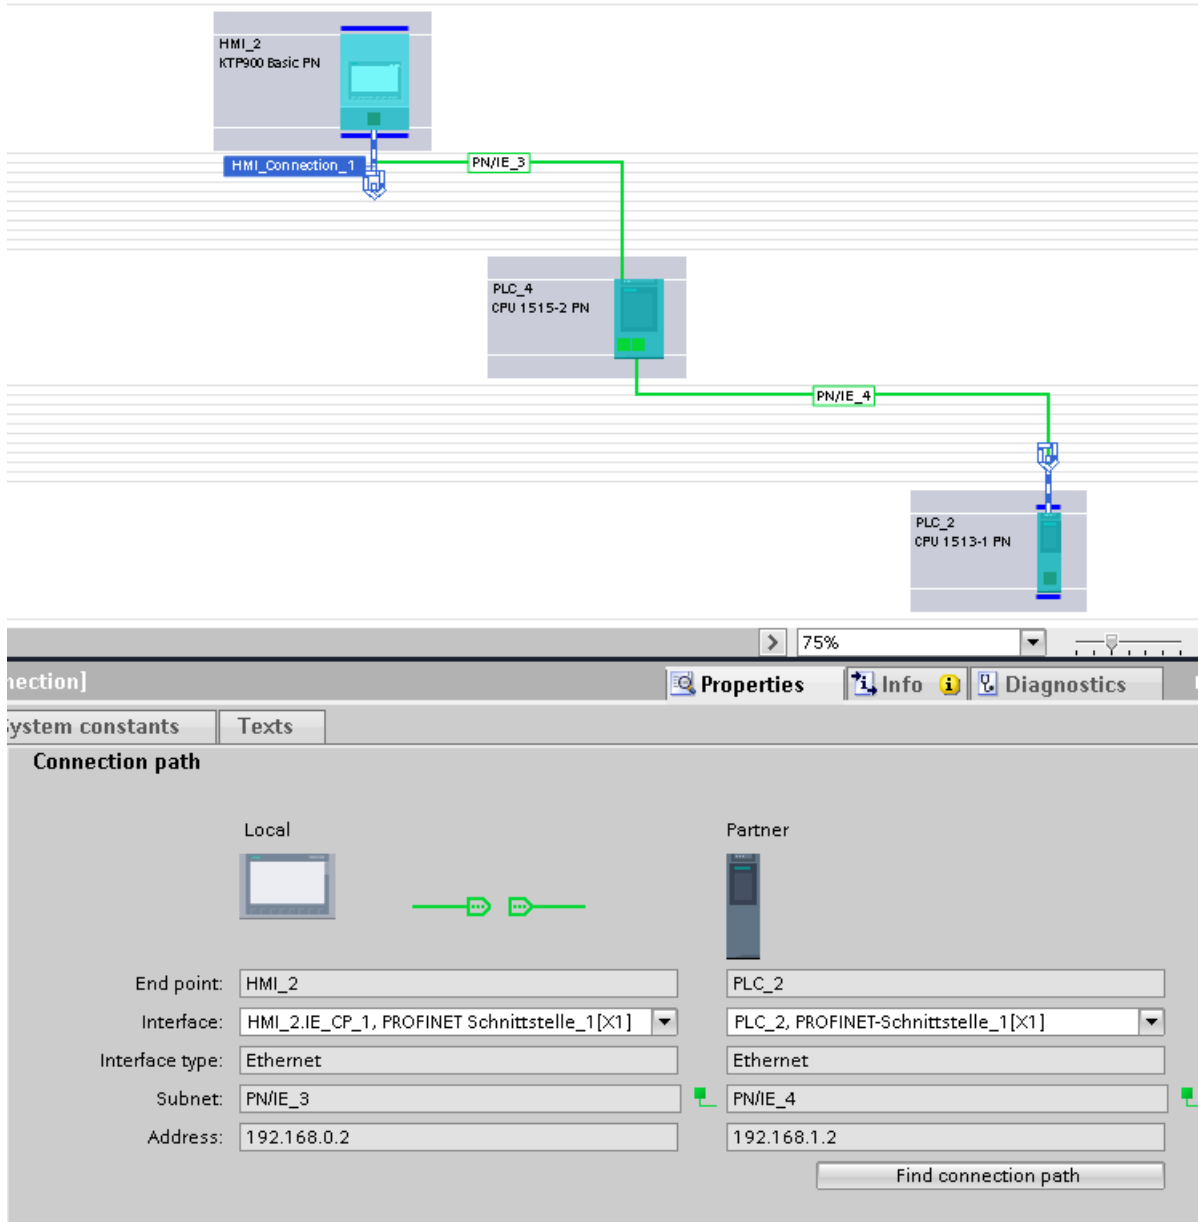 HMI_2
KTP900 Basic PN
HMI_Connection_1
PN/IE_3
PLC_4
CPU 1515-2 PN
PN/IE_4
PLC_2
CPU 1513-1 PN
75%
nection]
Properties
Info
Diagnostics
System constants
Texts
Connection path
Local
Partner
End point: HMI_2 PLC_2
Interface: HMI_2.IE_CP_1, PROFINET Schnittstelle_1[X1] PLC_2, PROFINET-Schnittstelle_1[X1]
Interface type: Ethernet Ethernet
Subnet: PN/IE_3 PN/IE_4
Address: 192.168.0.2 192.168.1.2
Find connection path